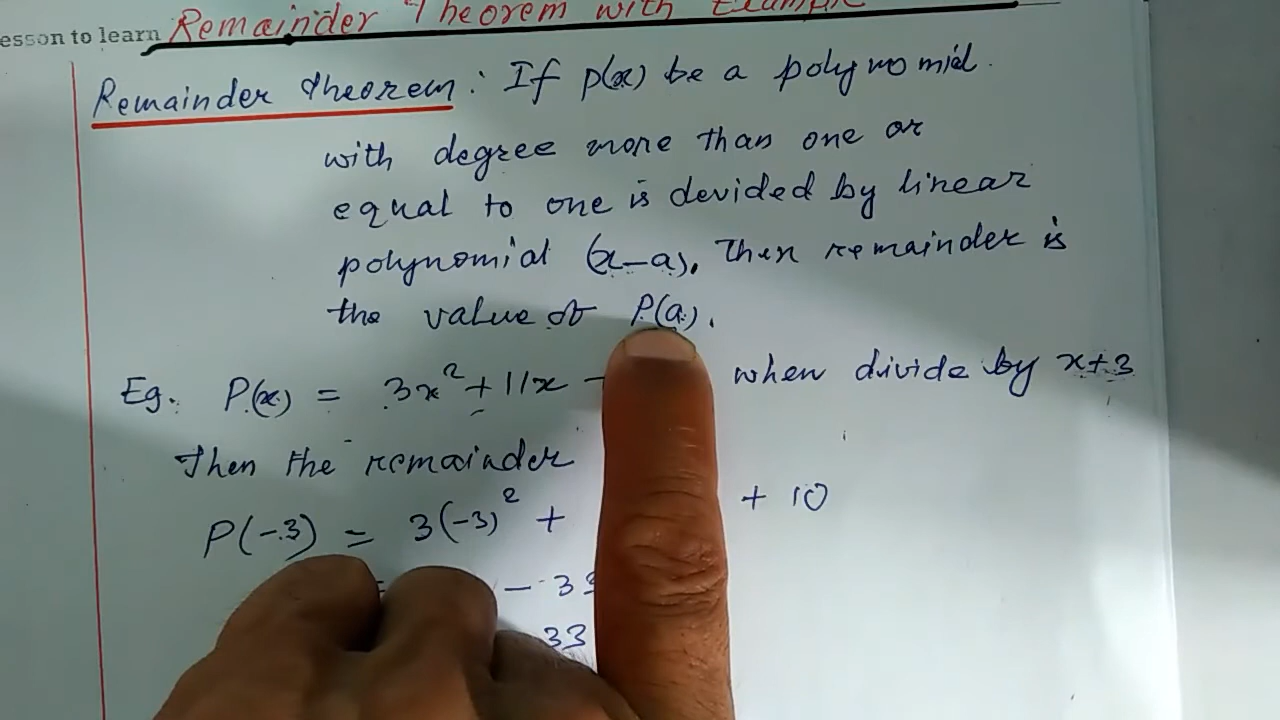 esson to learn Remainder Theorem with Example
Remainder theorem : If p(x) be a polynomial.
with degree more than one or
equal to one is devided by linear
polynomial (x-a), Then remainder is
the value of P(a).
Eg. P(x) = 3x² + 11x when divide by x+3
Then the remainder
P(-3) = 3(-3)² + + 10
- 33
33